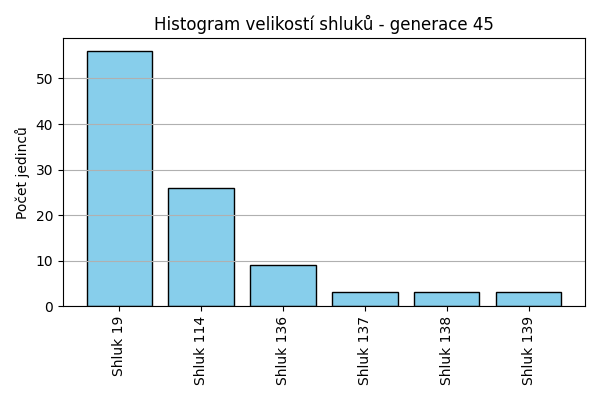 Histogram velikostí shluků - generace 45
Počet jedinců
50
40
30
20
10
0
Shluk 19
Shluk 114
Shluk 136
Shluk 137
Shluk 138
Shluk 139